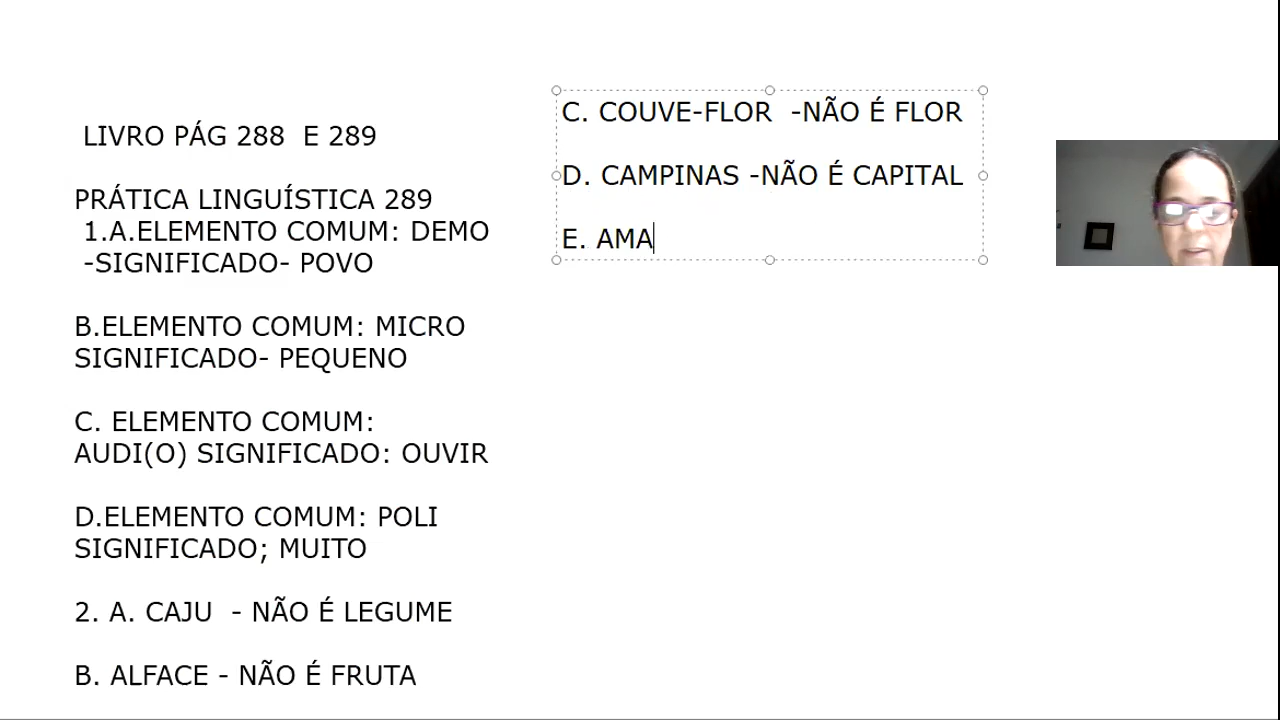 LIVRO PÁG 288  E 289
PRÁTICA LINGUÍSTICA 289
1.A.ELEMENTO COMUM: DEMO
-SIGNIFICADO- POVO
B.ELEMENTO COMUM: MICRO
SIGNIFICADO- PEQUENO
C. ELEMENTO COMUM:
AUDI(O) SIGNIFICADO: OUVIR
D.ELEMENTO COMUM: POLI
SIGNIFICADO; MUITO
2. A. CAJU  - NÃO É LEGUME
B. ALFACE - NÃO É FRUTA
C. COUVE-FLOR  -NÃO É FLOR
D. CAMPINAS -NÃO É CAPITAL
E. AMA